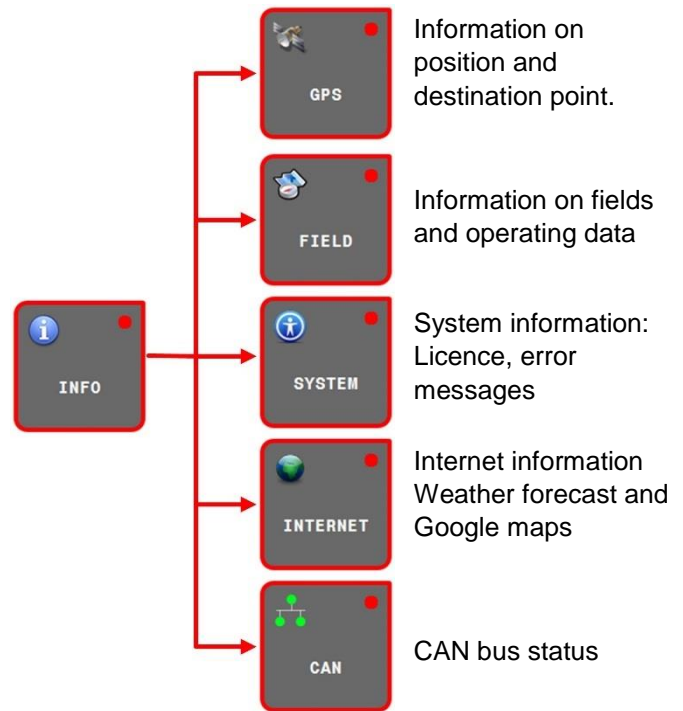 GPS
Information on
position and
destination point.
FIELD
Information on fields
and operating data
INFO
SYSTEM
System information:
Licence, error
messages
INTERNET
Internet information
Weather forecast and
Google maps
CAN
CAN bus status